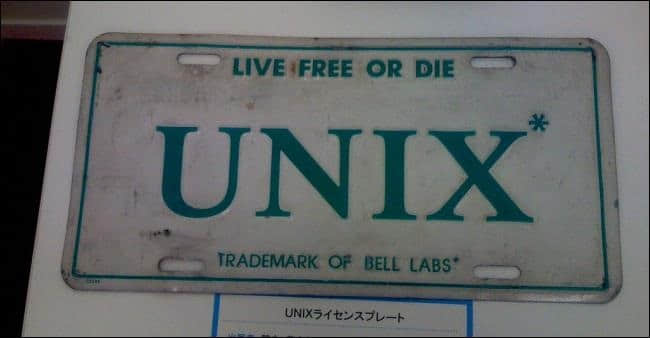 LIVE FREE OR DIE
UNIX*
TRADEMARK OF BELL LABS*
UNIXライセンスプレート